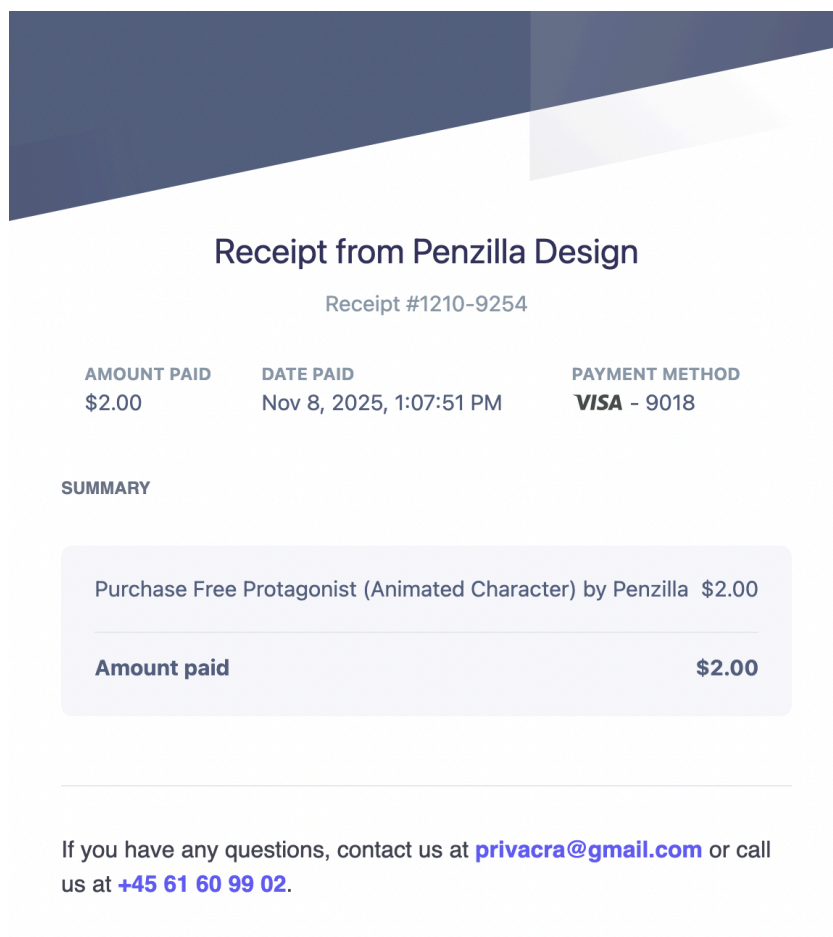 Receipt from Penzilla Design
Receipt #1210-9254
AMOUNT PAID DATE PAID PAYMENT METHOD
$2.00 Nov 8, 2025, 1:07:51 PM VISA - 9018
SUMMARY
Purchase Free Protagonist (Animated Character) by Penzilla $2.00
Amount paid $2.00
If you have any questions, contact us at privacra@gmail.com or call
us at +45 61 60 99 02.